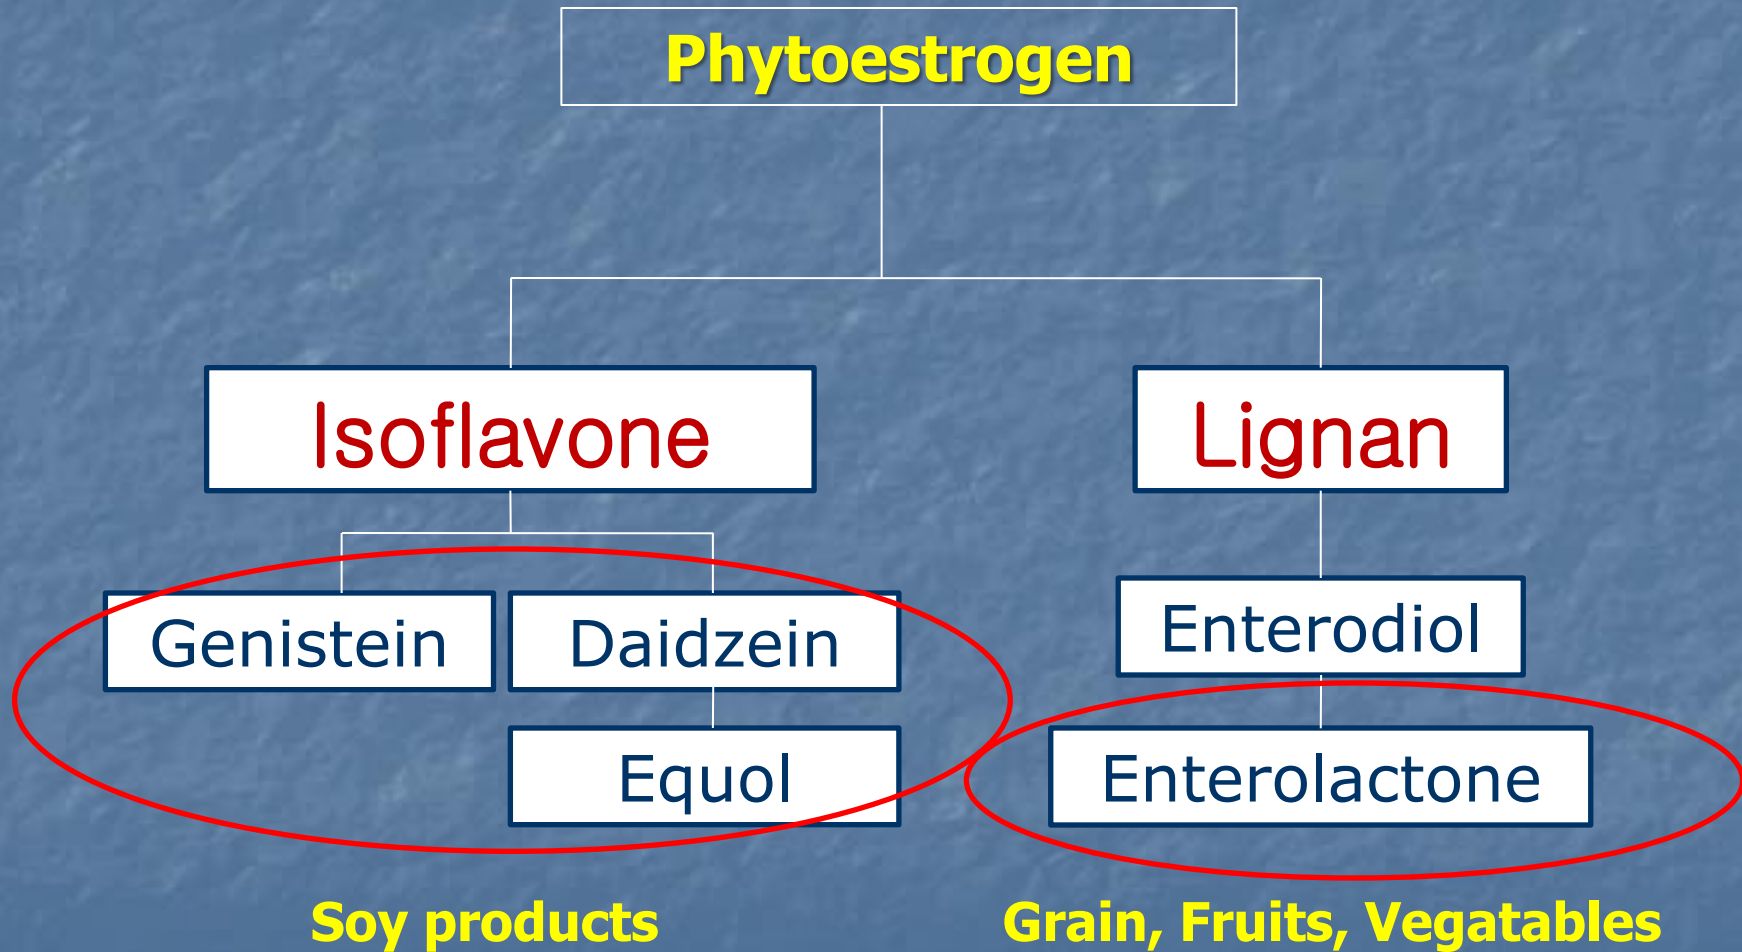 Phytoestrogen
Isoflavone
Lignan
Genistein
Daidzein
Enterodiol
Equol
Enterolactone
Soy products
Grain, Fruits, Vegatables